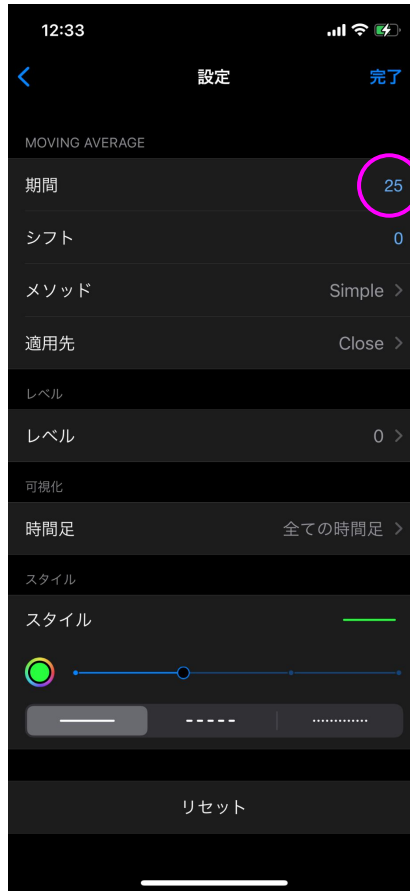 12:33
設定
完了
MOVING AVERAGE
期間 25
シフト 0
メソッド Simple
適用先 Close
レベル
レベル 0
可視化
時間足 全ての時間足
スタイル
スタイル
リセット